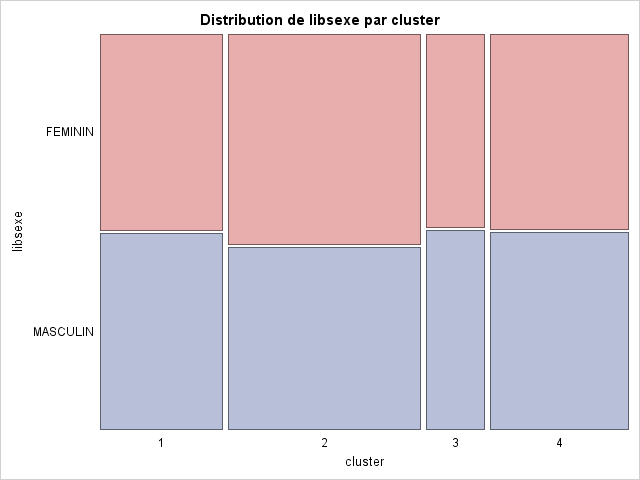 Distribution de libsexe par cluster
FEMININ
libsexe
MASCULIN
1 2 3 4
cluster